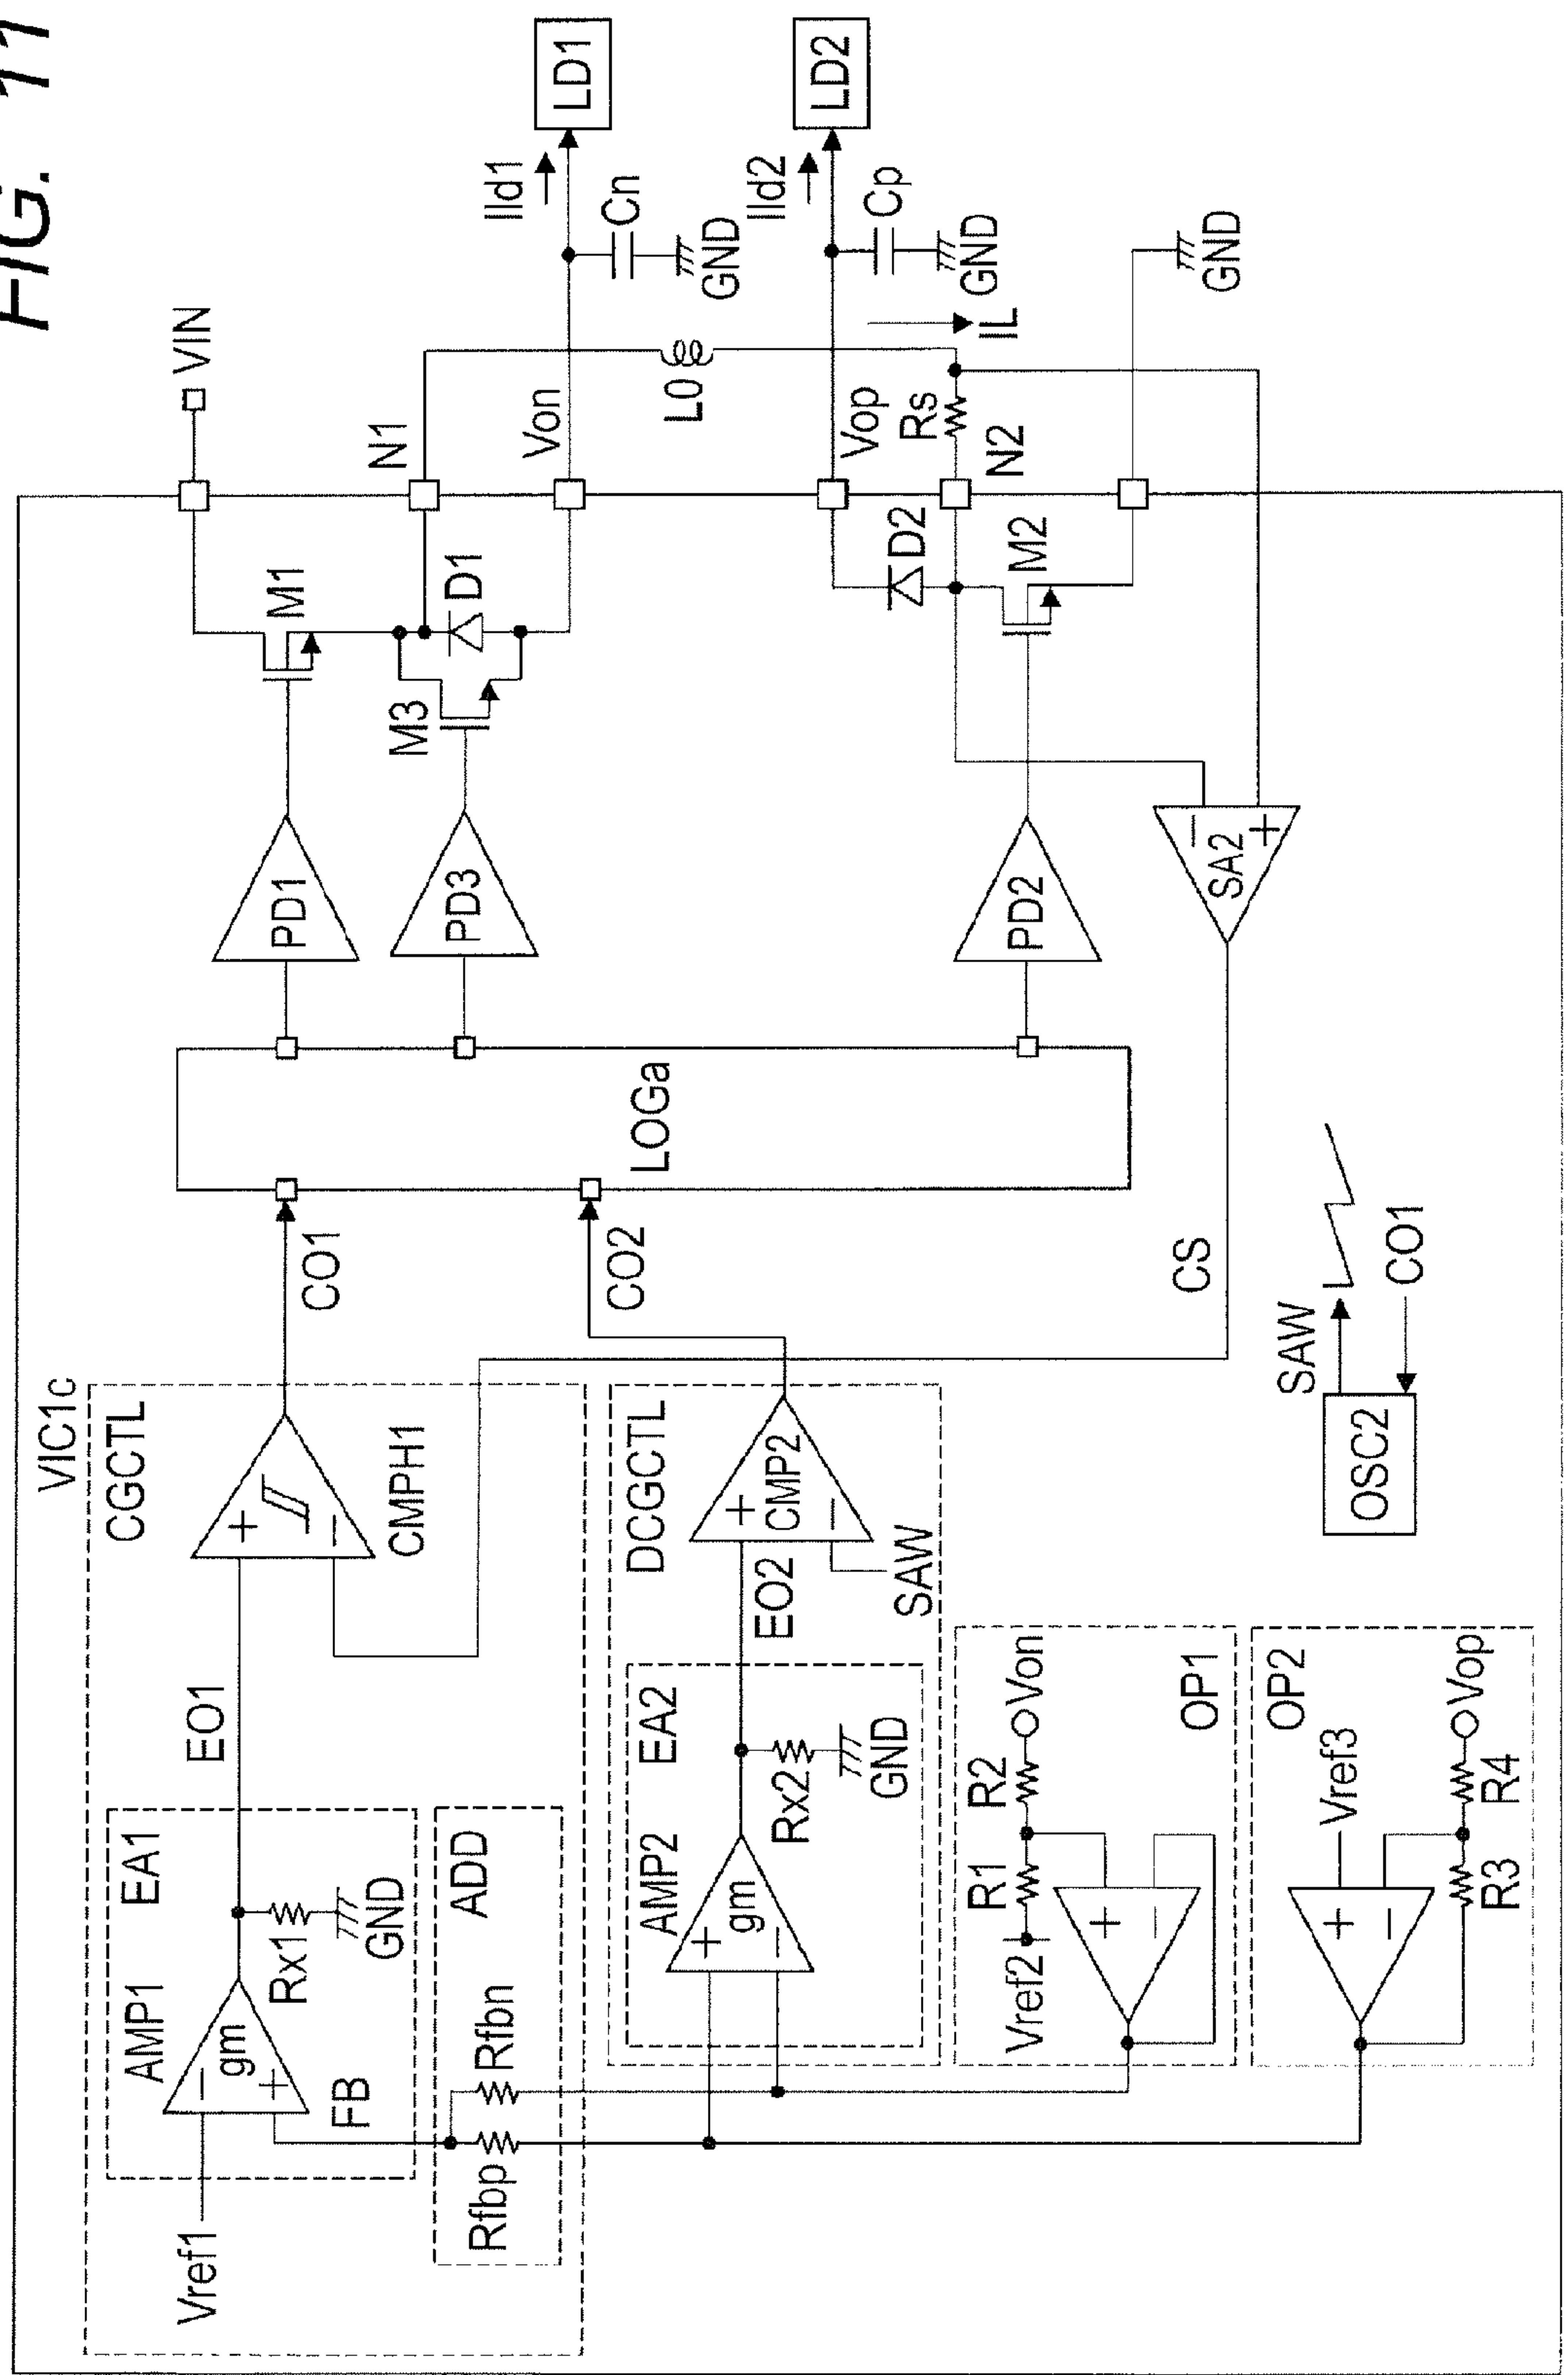 FIG. 11
VIC1c
CGCTL
Vref1
AMP1
EA1
gm
−
+
FB
Rx1
GND
EO1
+
−
CMPH1
CO1
ADD
Rfbp
Rfbn
DCGCTL
AMP2
EA2
gm
+
−
Rx2
GND
EO2
+
−
CMP2
SAW
CO2
OP1
Vref2
R1
R2
Von
+
−
OP2
Vref3
+
−
R3
R4
Vop
OSC2
SAW
CO1
CS
LOGa
PD1
PD3
PD2
SA2
−
+
M1
M3
D1
D2
M2
VIN
N1
Von
L0
Vop
Rs
N2
IL
Ild1
Cn
GND
LD1
Ild2
Cp
GND
LD2
GND